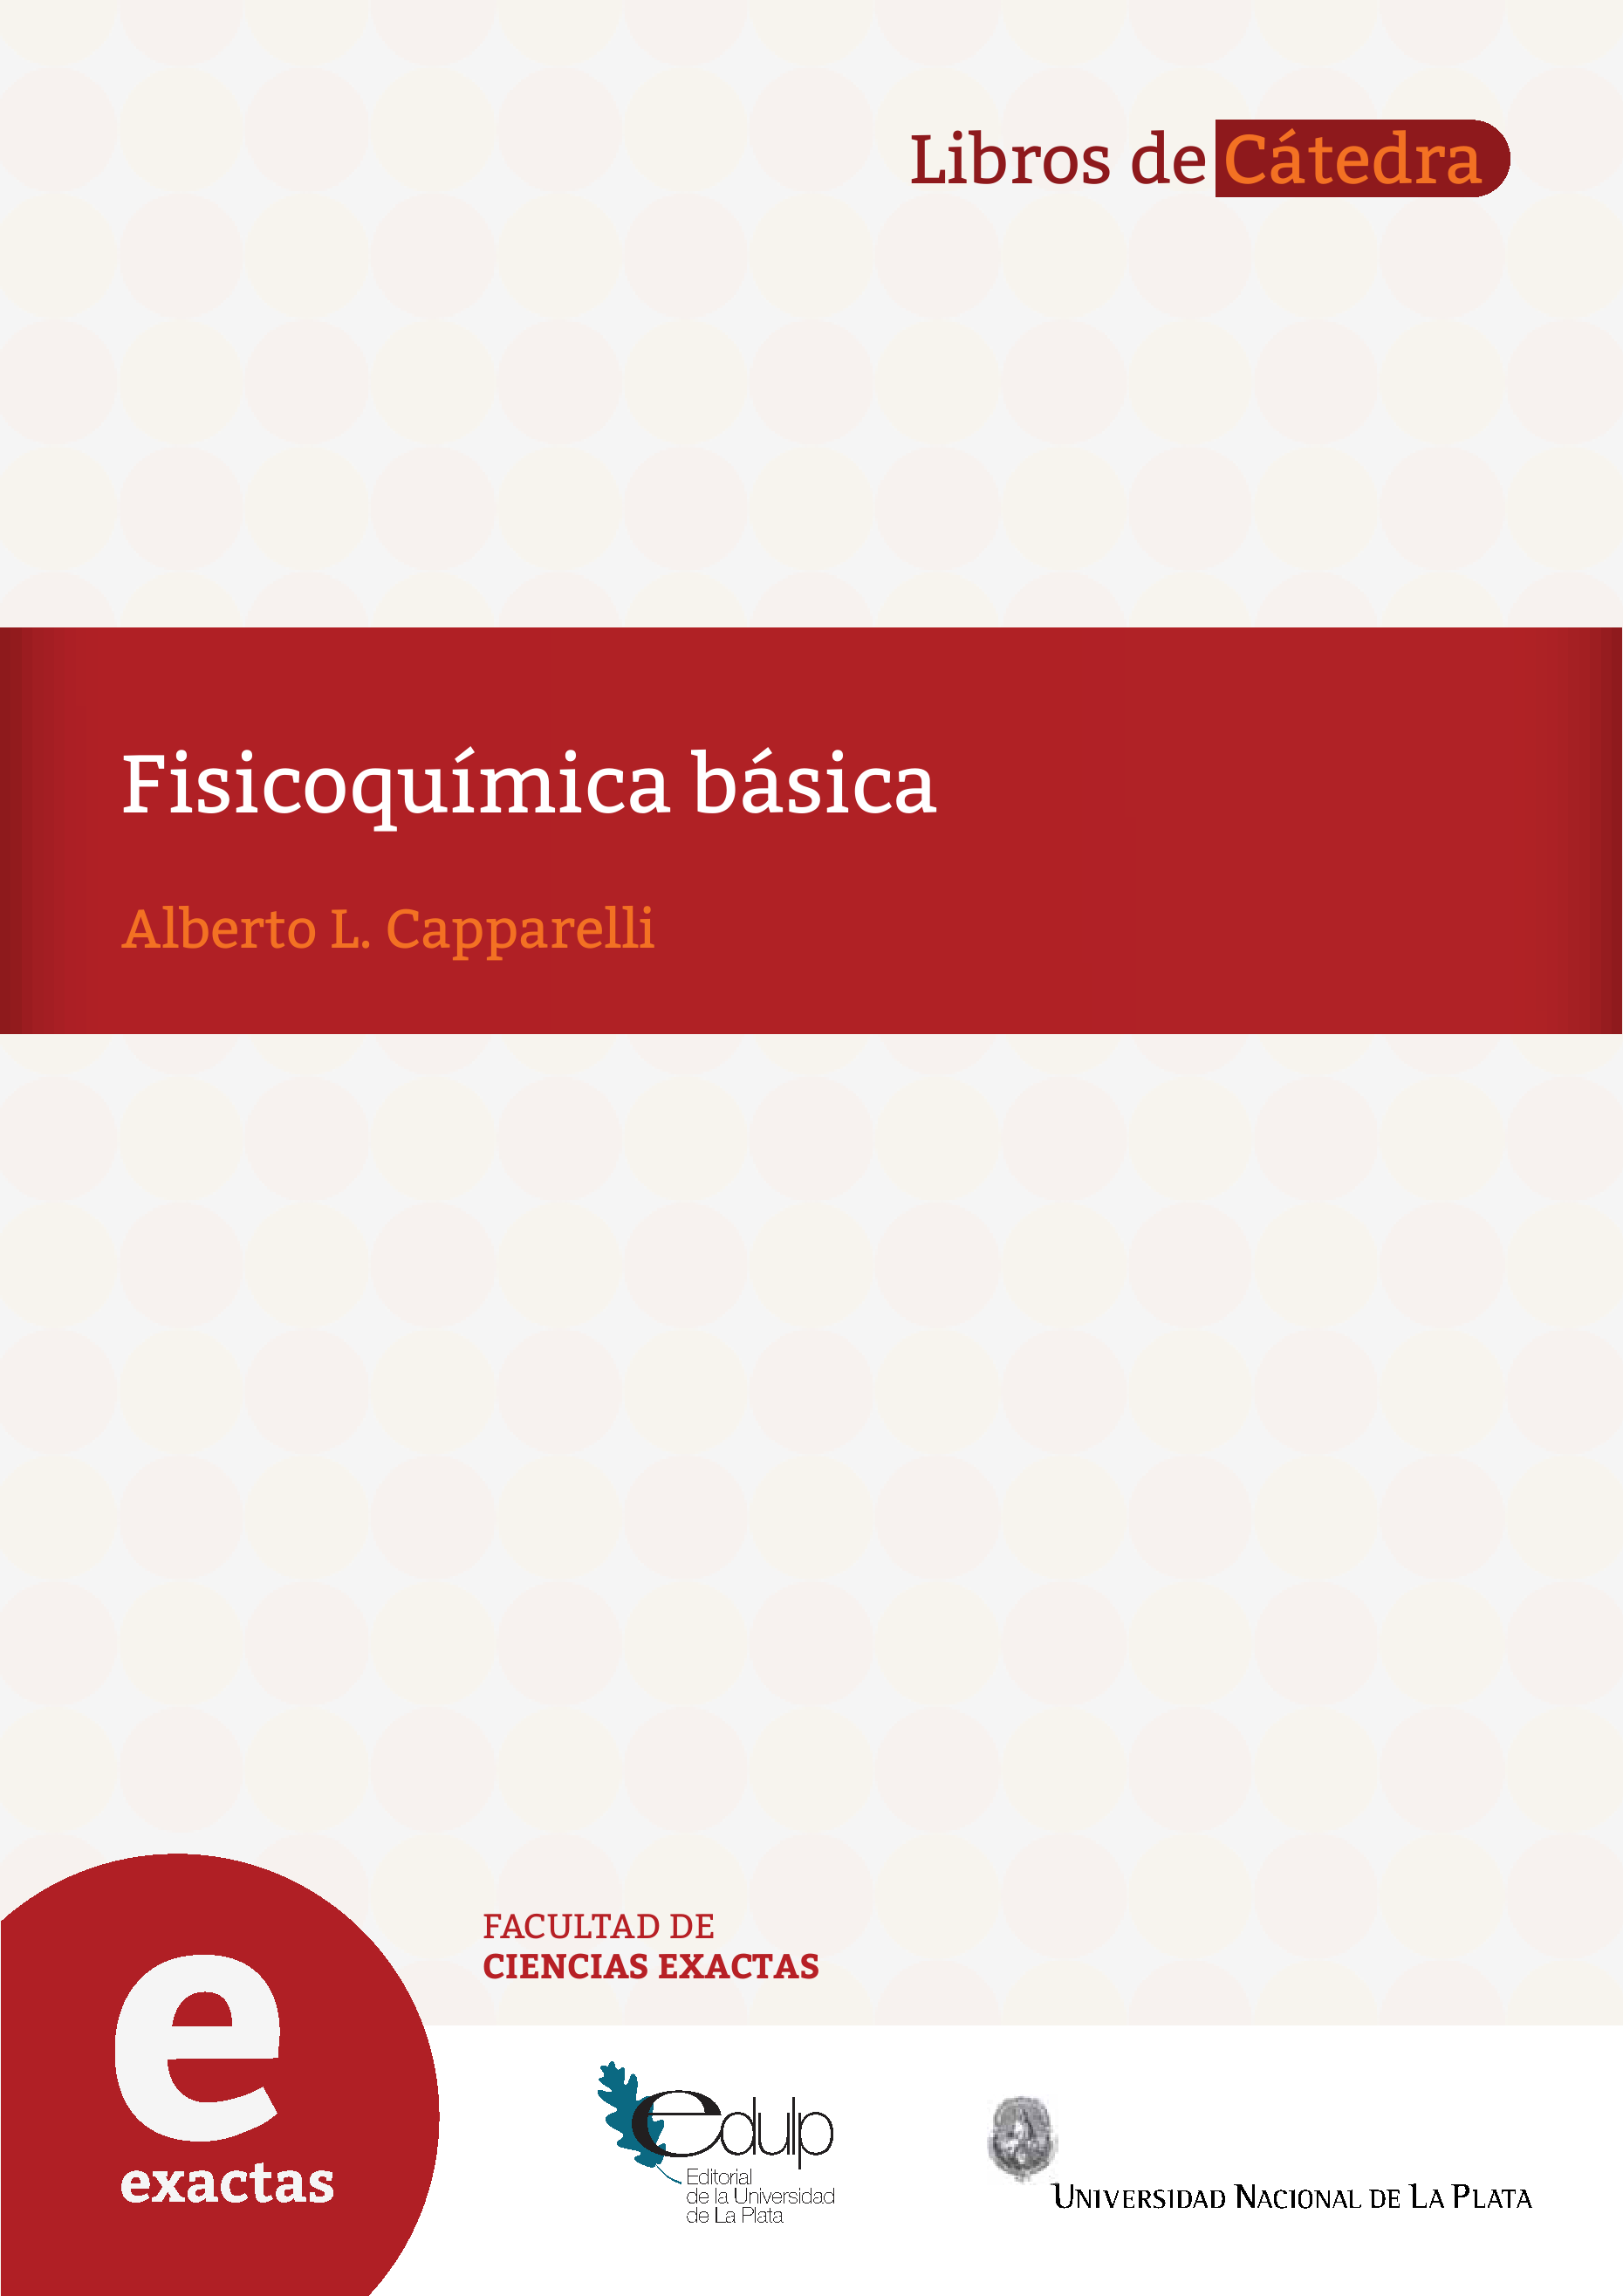 Libros de Cátedra
Fisicoquímica básica
Alberto L. Capparelli
FACULTAD DE
CIENCIAS EXACTAS
e
exactas
edulp
Editorial
de la Universidad
de La Plata
UNIVERSIDAD NACIONAL DE LA PLATA